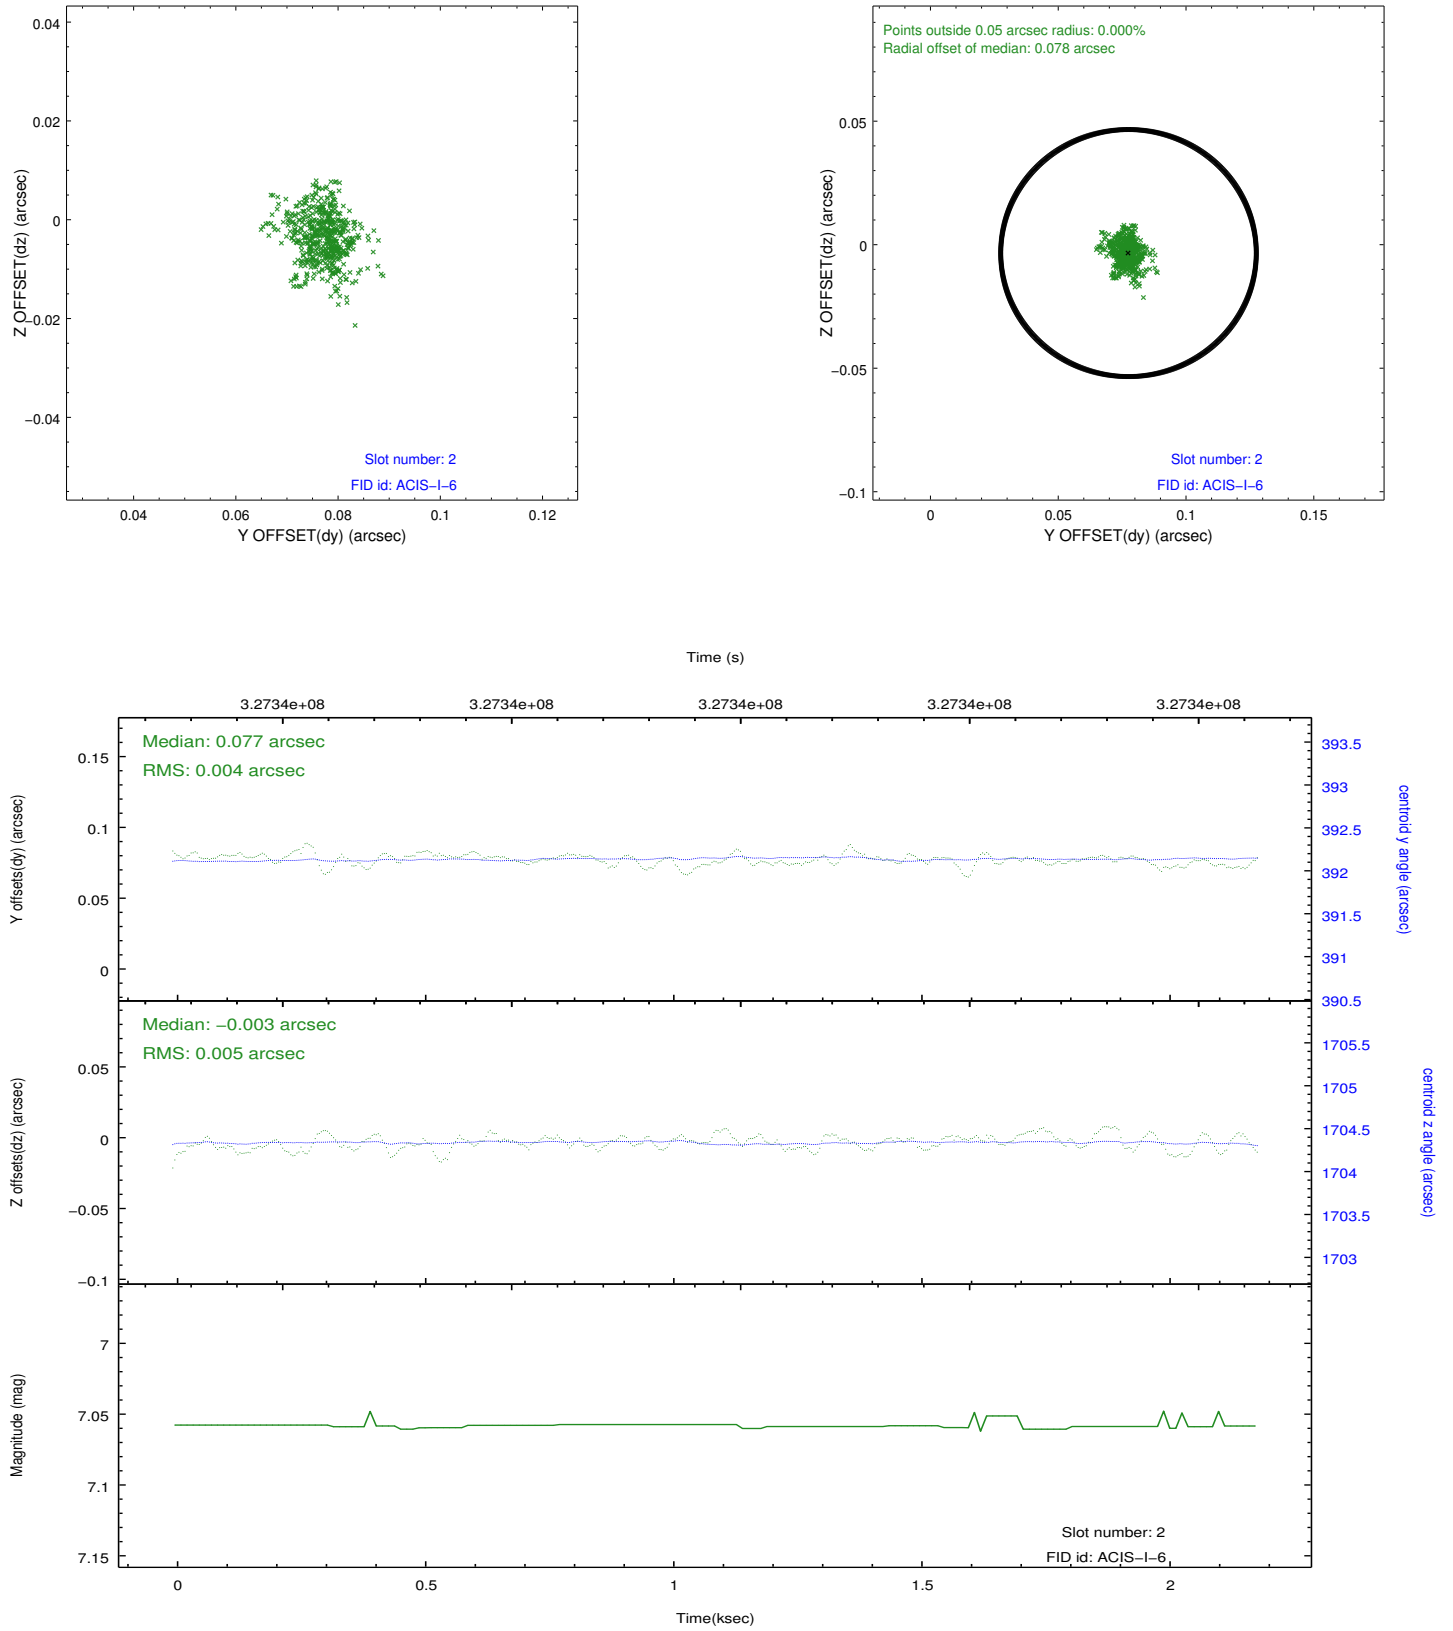 0.04
0.02
0
−0.02
−0.04
Z OFFSET(dz) (arcsec)
Slot number: 2
FID id: ACIS−I−6
0.04
0.06
0.08
0.1
0.12
Y OFFSET(dy) (arcsec)
Points outside 0.05 arcsec radius: 0.000%
Radial offset of median: 0.078 arcsec
0.05
0
−0.05
−0.1
Z OFFSET(dz) (arcsec)
Slot number: 2
FID id: ACIS−I−6
0
0.05
0.1
0.15
Y OFFSET(dy) (arcsec)
Time (s)
3.2734e+08
3.2734e+08
3.2734e+08
3.2734e+08
3.2734e+08
Median: 0.077 arcsec
RMS: 0.004 arcsec
0.15
0.1
0.05
0
Y offsets(dy) (arcsec)
393.5
393
392.5
392
391.5
391
390.5
centroid y angle (arcsec)
Median: −0.003 arcsec
RMS: 0.005 arcsec
0.05
0
−0.05
−0.1
Z offsets(dz) (arcsec)
1705.5
1705
1704.5
1704
1703.5
1703
centroid z angle (arcsec)
7
7.05
7.1
7.15
Magnitude (mag)
Slot number: 2
FID id: ACIS−I−6
0
0.5
1
1.5
2
Time(ksec)